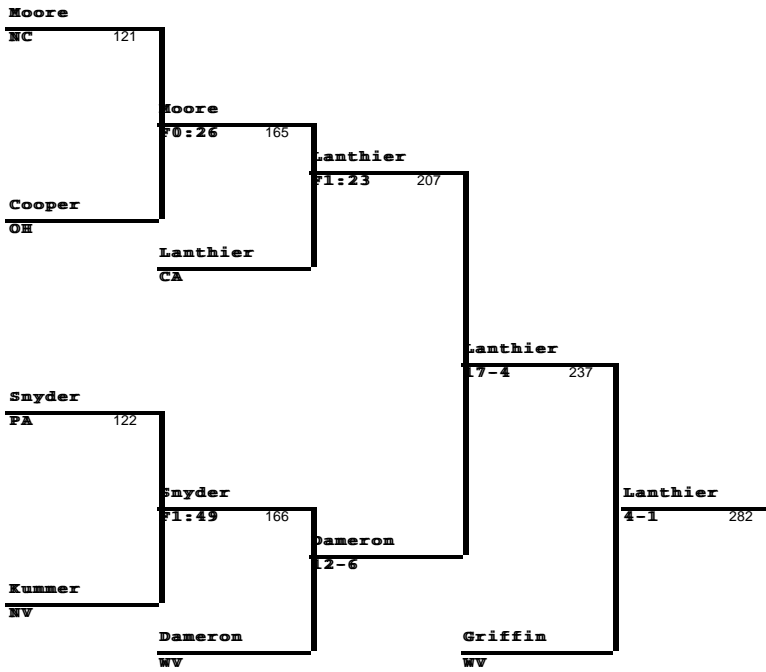 Moore
NC 121
Moore
F0:26 165
Lanthier
F1:23 207
Cooper
OH
Lanthier
CA
Lanthier
17-4 237
Snyder
PA 122
Snyder
F1:49 166
Lanthier
4-1 282
Dameron
12-6
Kummer
NV
Dameron
WV
Griffin
WV